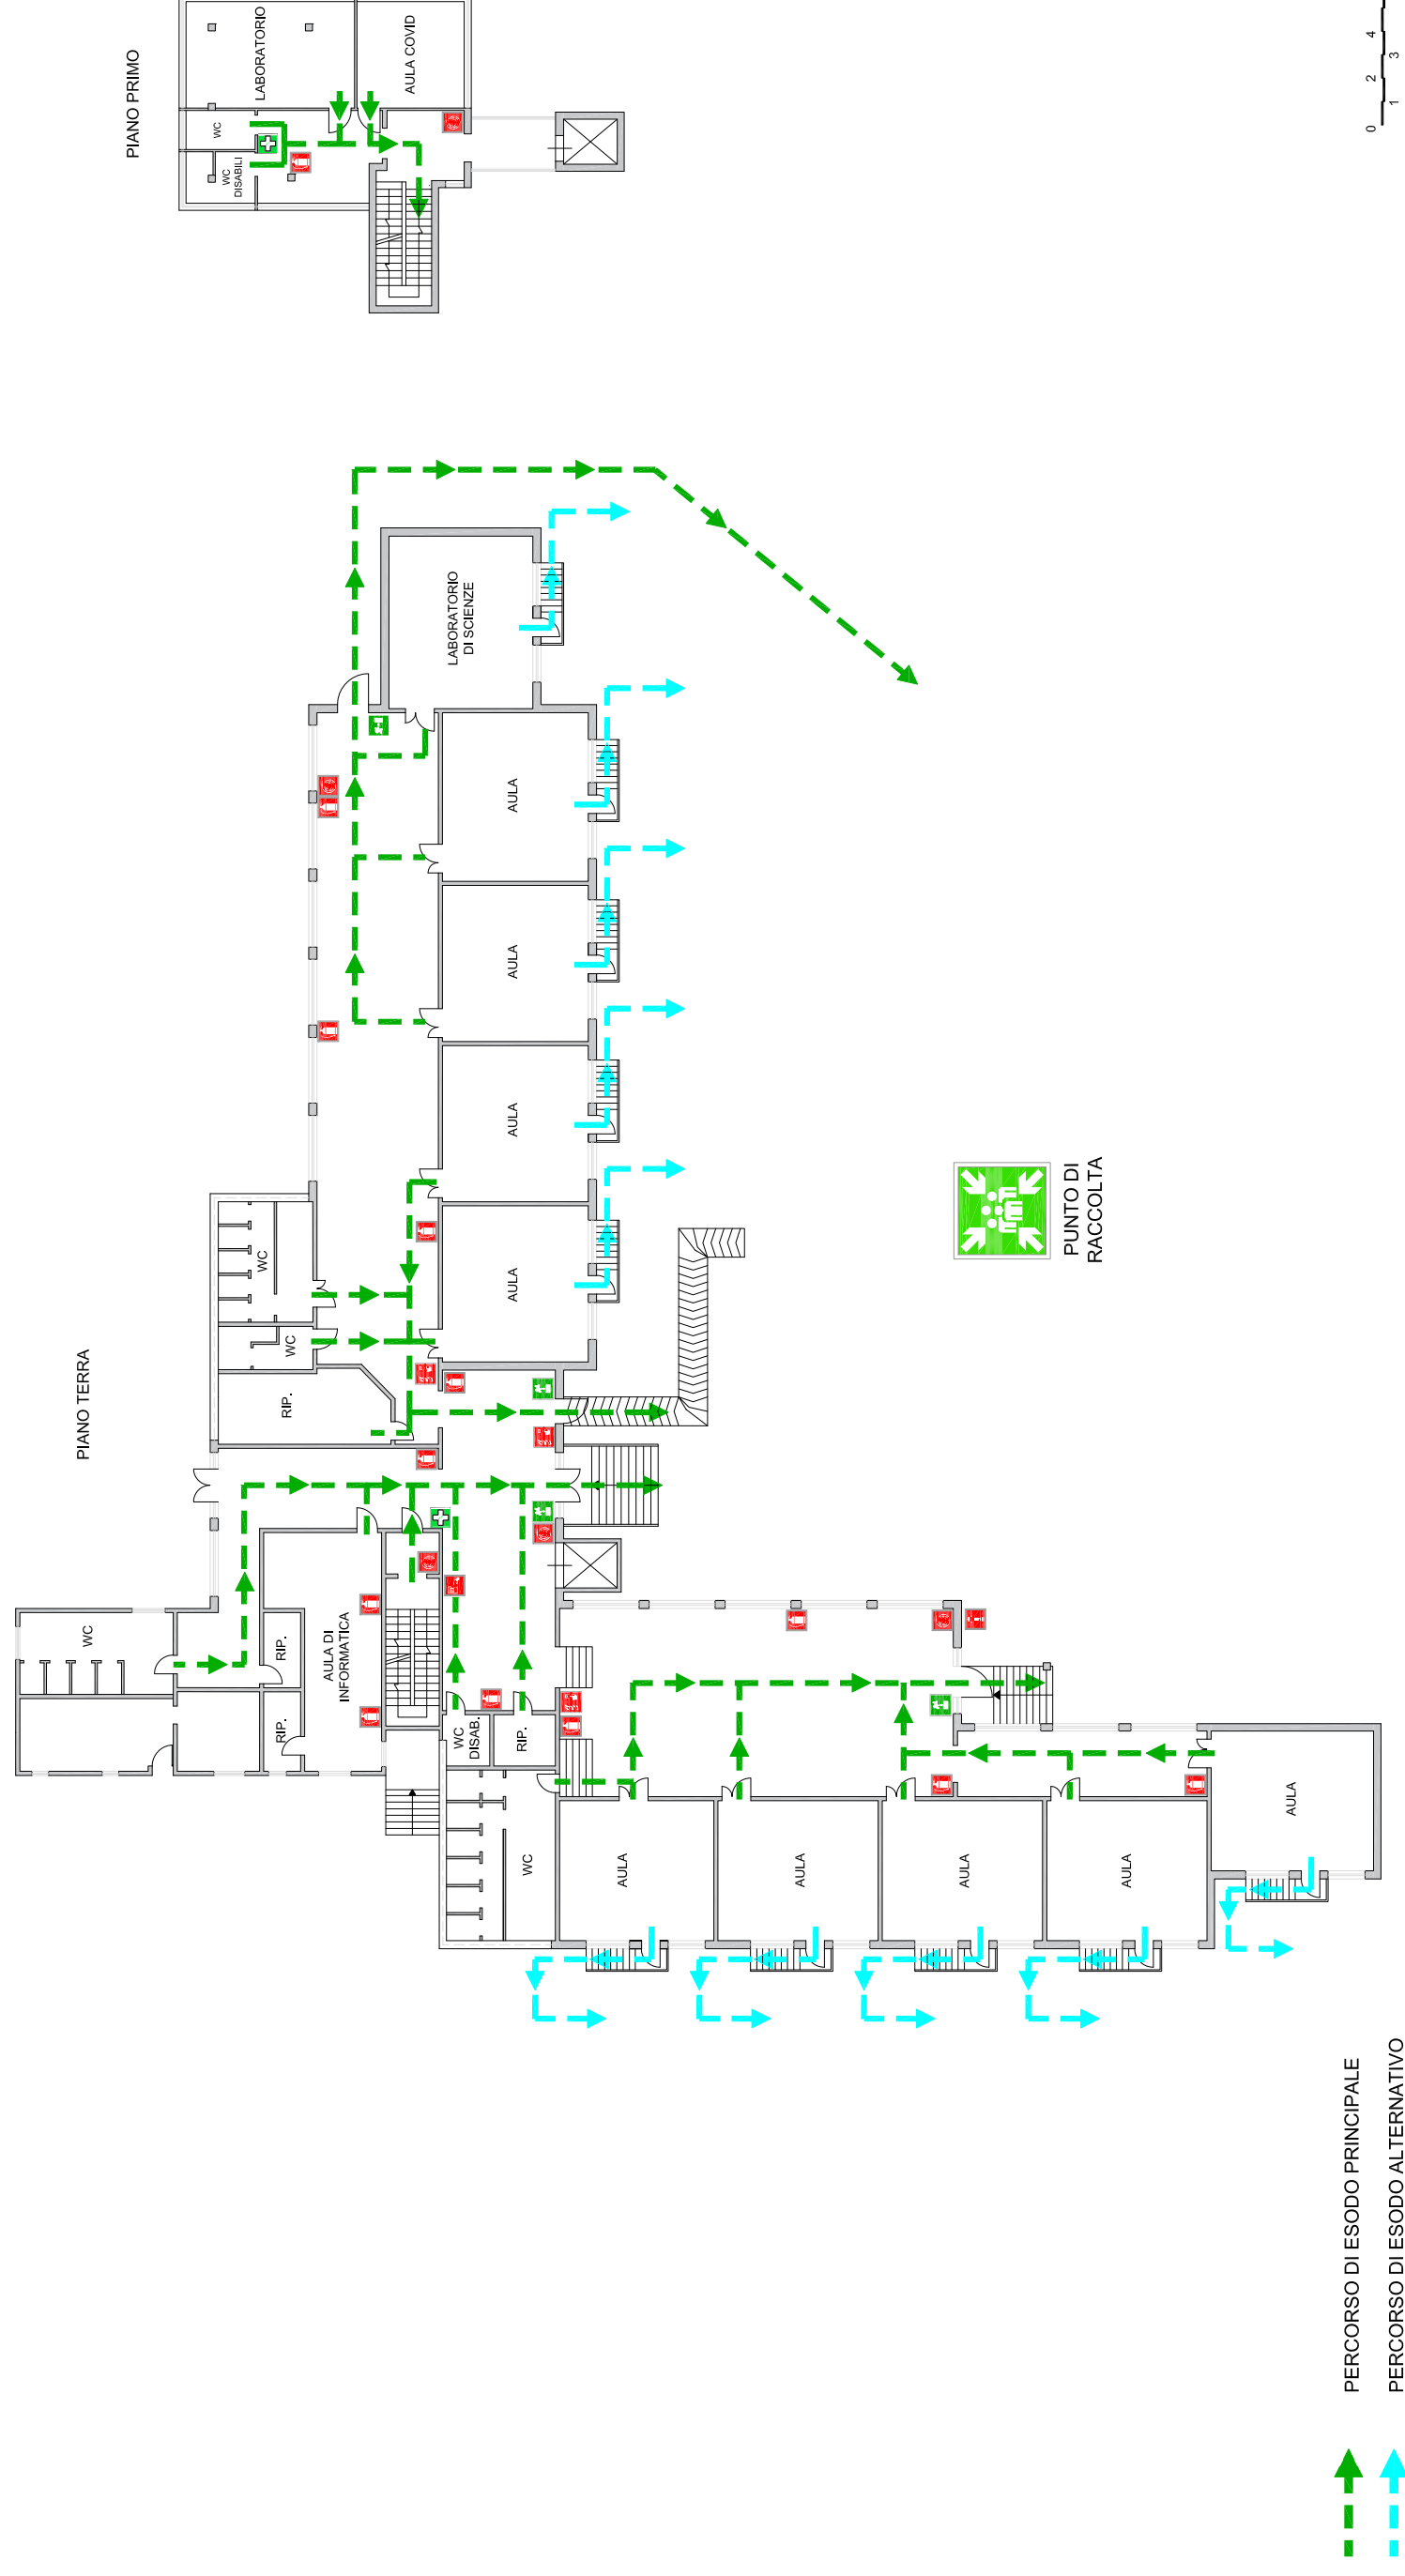 PIANO PRIMO
LABORATORIO
AULA COVID
WC
WC
DISABILI
0
1
2
3
4
LABORATORIO
DI SCIENZE
AULA
AULA
AULA
AULA
WC
WC
RIP.
PIANO TERRA
PUNTO DI
RACCOLTA
WC
RIP.
RIP.
AULA DI
INFORMATICA
WC
DISAB.
RIP.
WC
AULA
AULA
AULA
AULA
AULA
PERCORSO DI ESODO PRINCIPALE
PERCORSO DI ESODO ALTERNATIVO